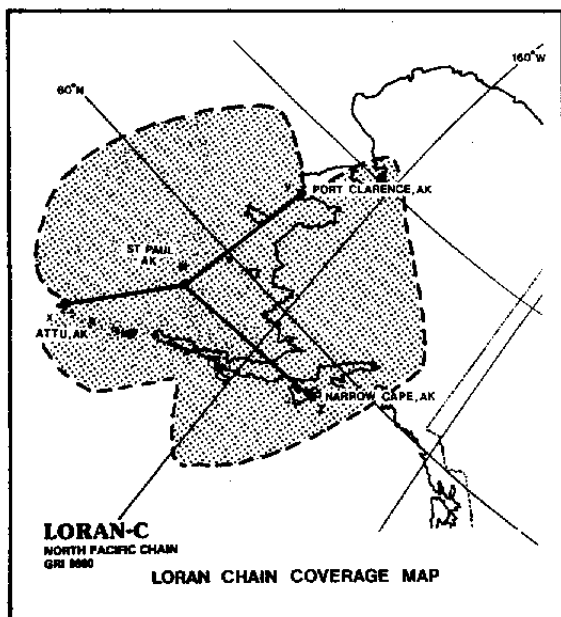 160°W
60°N
Y
PORT CLARENCE, AK
ST PAUL
AK
X
ATTU, AK
NARROW CAPE, AK
Z
LORAN-C
NORTH PACIFIC CHAIN
GRI
LORAN CHAIN COVERAGE MAP